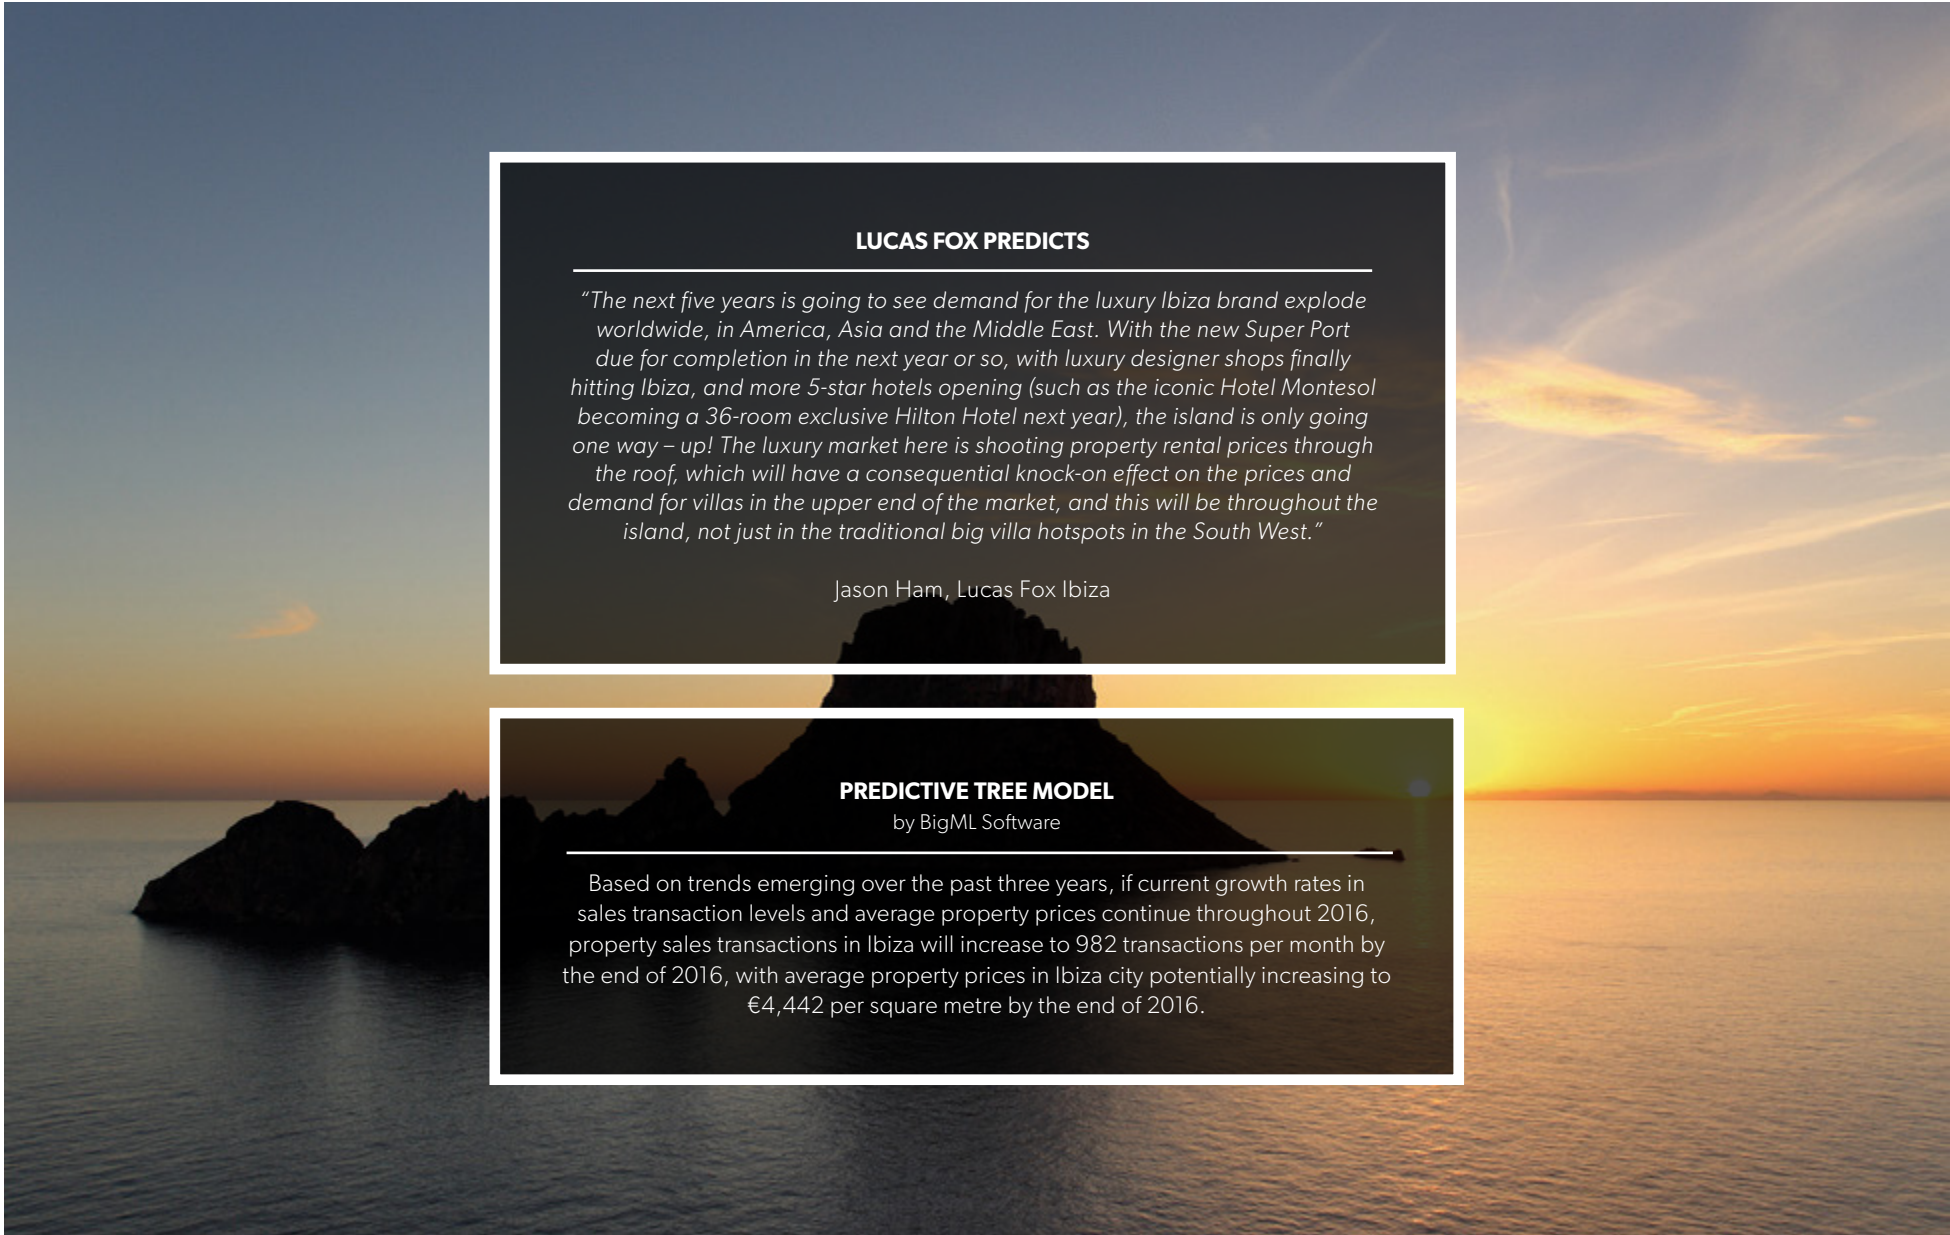 LUCAS FOX PREDICTS
“The next five years is going to see demand for the luxury Ibiza brand explode
worldwide, in America, Asia and the Middle East. With the new Super Port
due for completion in the next year or so, with luxury designer shops finally
hitting Ibiza, and more 5-star hotels opening (such as the iconic Hotel Montesol
becoming a 36-room exclusive Hilton Hotel next year), the island is only going
one way – up! The luxury market here is shooting property rental prices through
the roof, which will have a consequential knock-on effect on the prices and
demand for villas in the upper end of the market, and this will be throughout the
island, not just in the traditional big villa hotspots in the South West.”
Jason Ham, Lucas Fox Ibiza
PREDICTIVE TREE MODEL
by BigML Software
Based on trends emerging over the past three years, if current growth rates in
sales transaction levels and average property prices continue throughout 2016,
property sales transactions in Ibiza will increase to 982 transactions per month by
the end of 2016, with average property prices in Ibiza city potentially increasing to
€4,442 per square metre by the end of 2016.